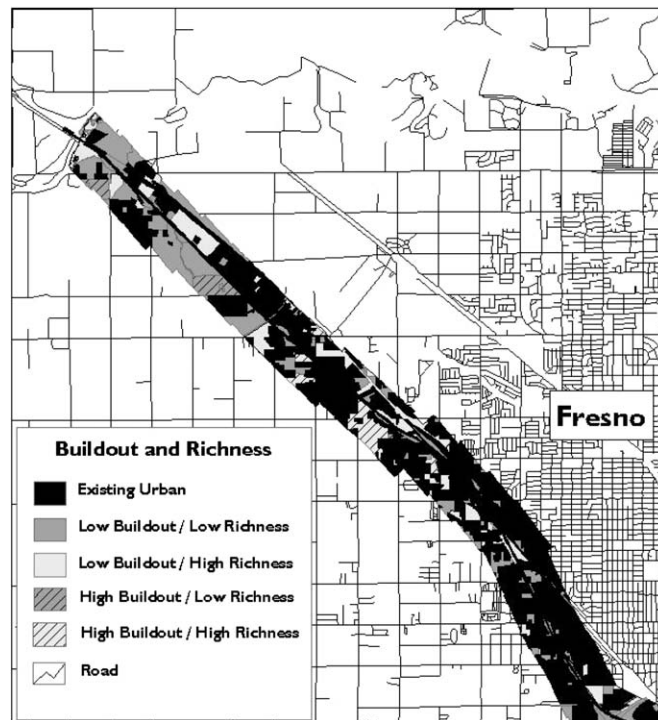 Fresno
Buildout and Richness
Existing Urban
Low Buildout / Low Richness
Low Buildout / High Richness
High Buildout / Low Richness
High Buildout / High Richness
Road